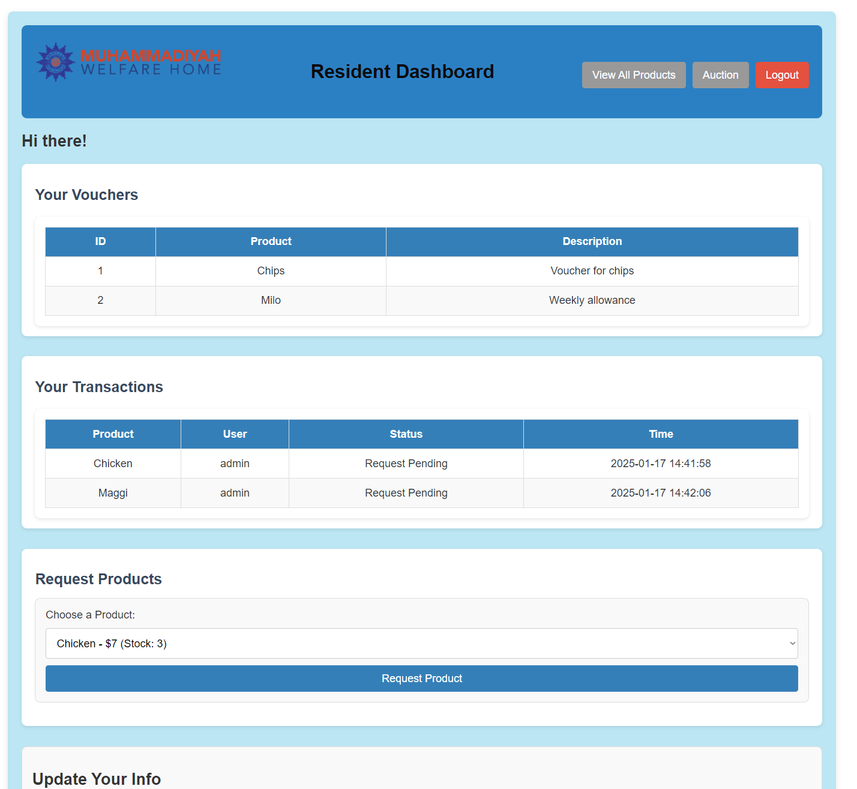 MUHAMMADIYAH
WELFARE HOME
Resident Dashboard
View All Products
Auction
Logout
Hi there!
Your Vouchers
ID Product Description
1 Chips Voucher for chips
2 Milo Weekly allowance
Your Transactions
Product User Status Time
Chicken admin Request Pending 2025-01-17 14:41:58
Maggi admin Request Pending 2025-01-17 14:42:06
Request Products
Choose a Product:
Chicken - $7 (Stock: 3)
Request Product
Update Your Info